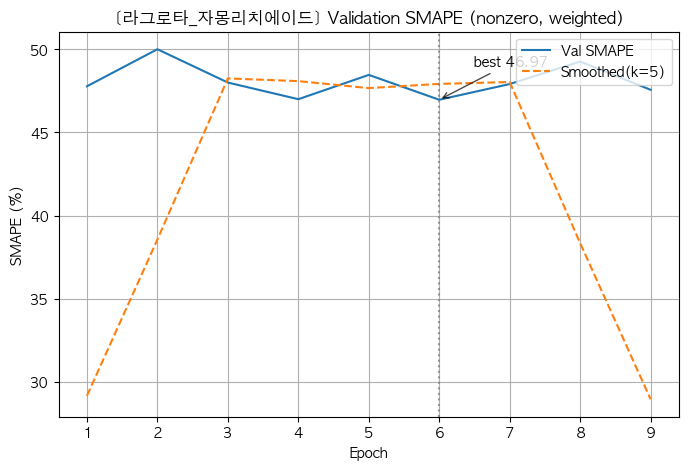 [라그로타_자몽리치에이드] Validation SMAPE (nonzero, weighted)
50
45
40
35
30
SMAPE (%)
best 46.97
Val SMAPE
Smoothed(k=5)
1 2 3 4 5 6 7 8 9
Epoch